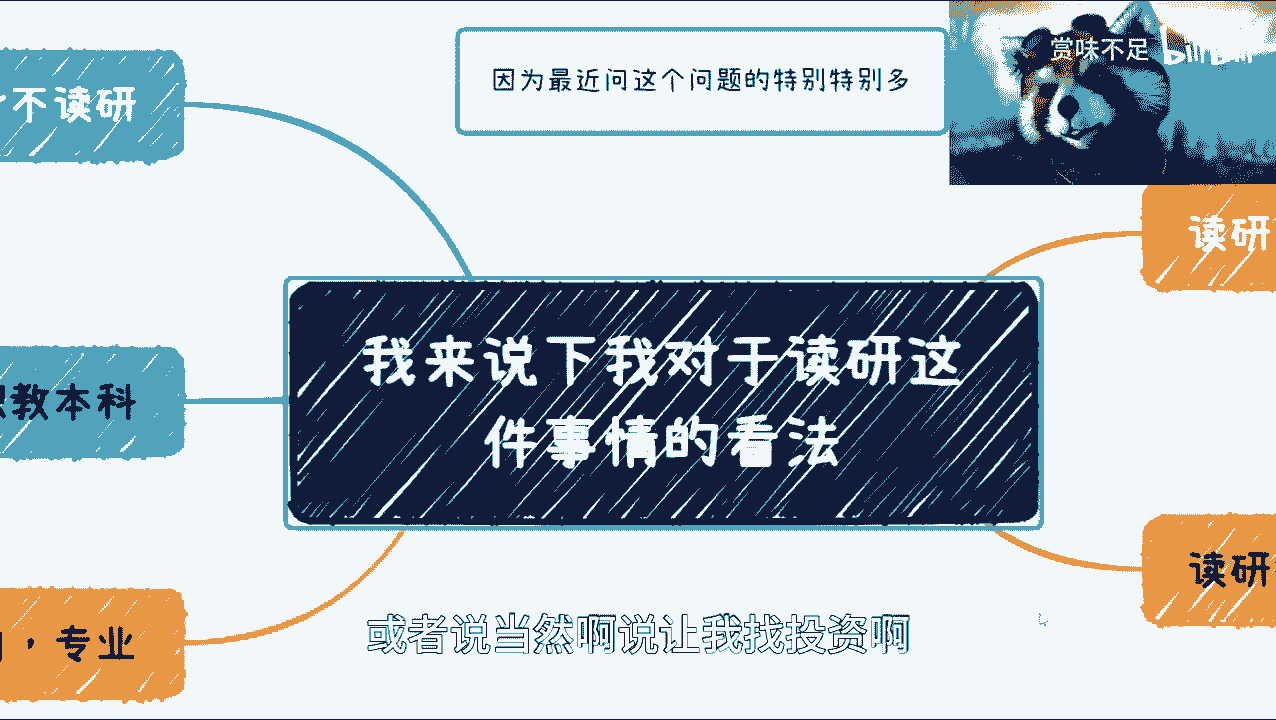 因为最近问这个问题的特别特别多
赏味不足 bilibili
不读研
读研
我来说下我对于读研这
件事情的看法
教本科
读研
，专业
或者说当然啊说让我找投资啊